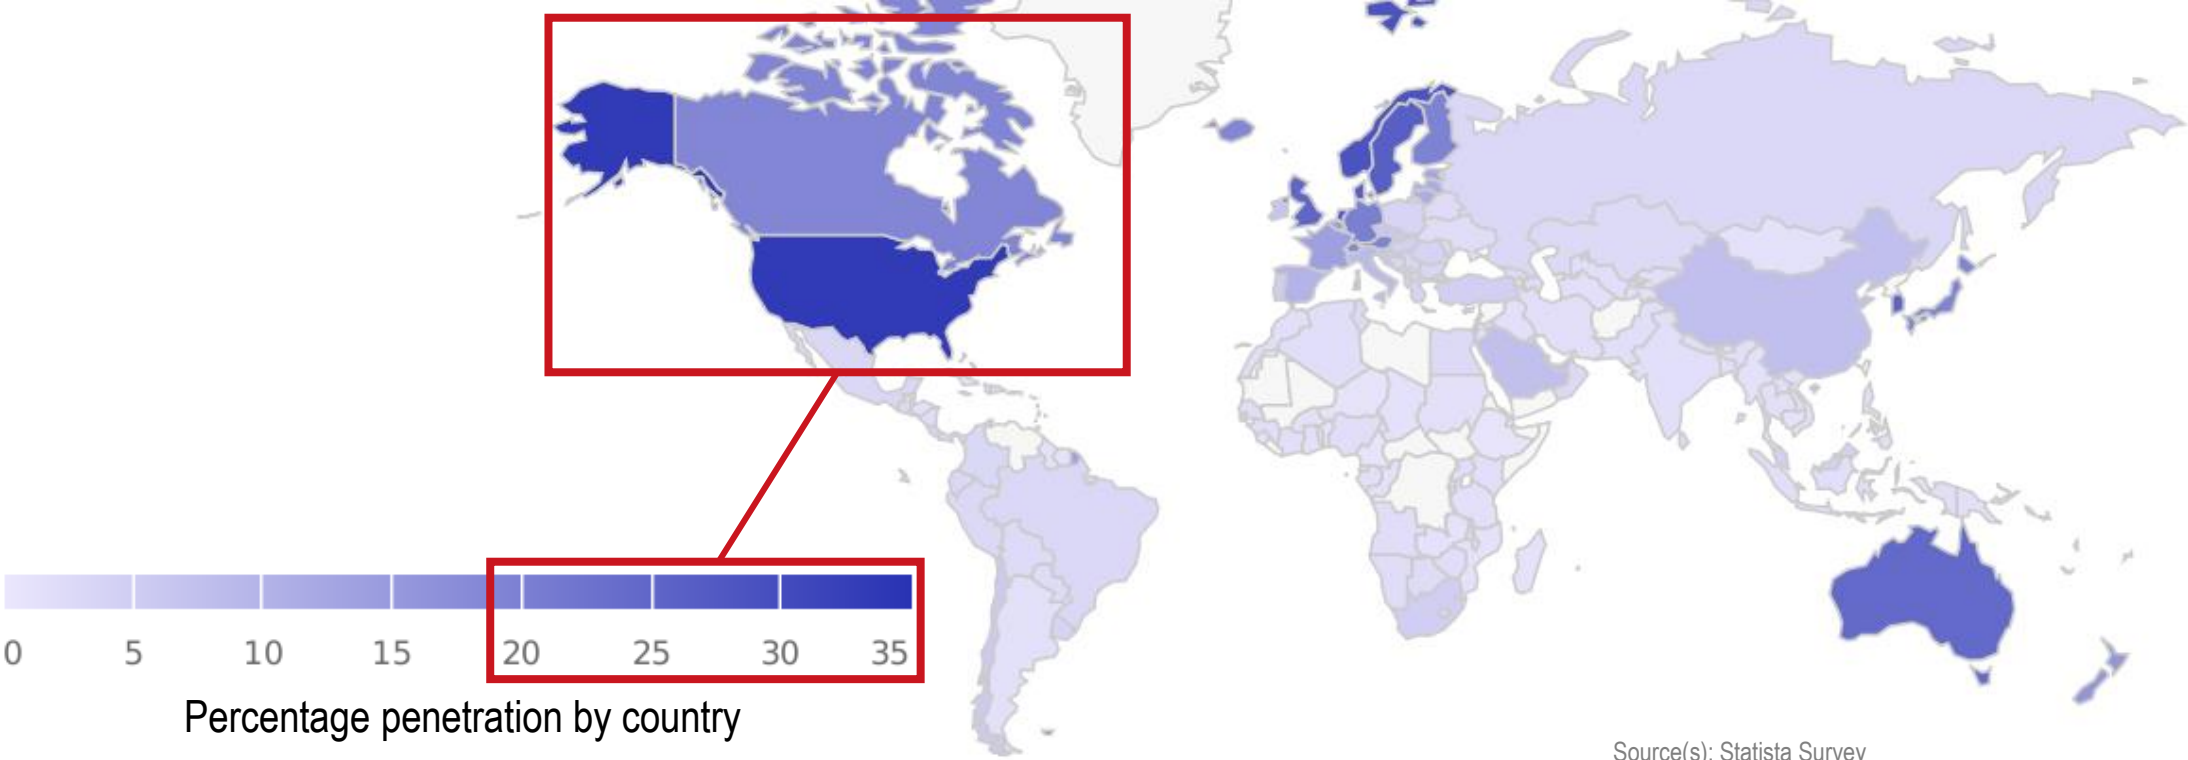 0 5 10 15 20 25 30 35
Percentage penetration by country
Source(s): Statista Survey